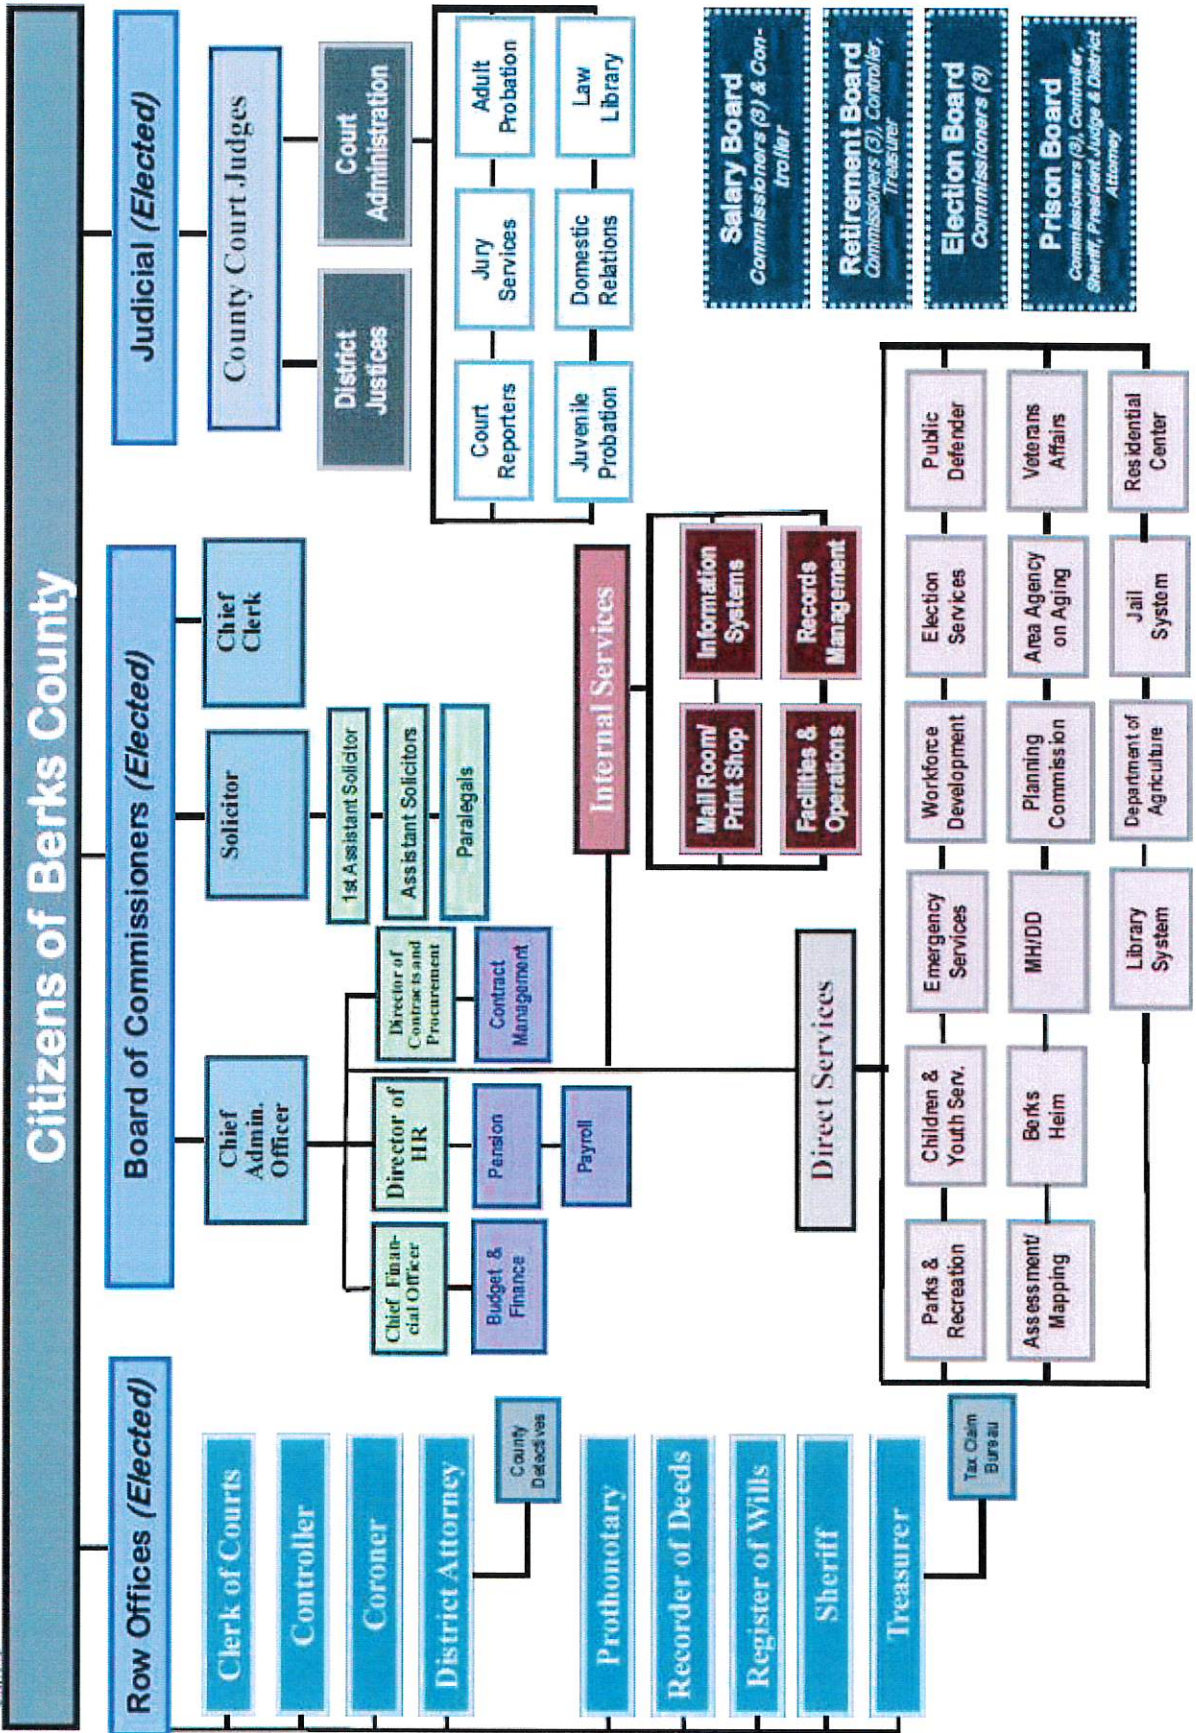 Citizens of Berks County
Row Offices (Elected)
Clerk of Courts
Controller
Coroner
District Attorney
County
Detectives
Prothonotary
Recorder of Deeds
Register of Wills
Sheriff
Treasurer
Tax Claim
Bureau
Board of Commissioners (Elected)
Chief
Admin.
Officer
Solicitor
Chief
Clerk
1st Assistant Solicitor
Assistant Solicitors
Paralegals
Chief Finan-
cial Officer
Director of
HR
Director of
Contracts and
Procurement
Budget &
Finance
Pension
Contract
Management
Payroll
Internal Services
Mail Room/
Print Shop
Information
Systems
Facilities &
Operations
Records
Management
Direct Services
Parks &
Recreation
Children &
Youth Serv.
Emergency
Services
Workforce
Development
Election
Services
Public
Defender
Assessment/
Mapping
Berks
Heim
MH/DD
Planning
Commission
Area Agency
on Aging
Veterans
Affairs
Library
System
Department of
Agriculture
Jail
System
Residential
Center
Judicial (Elected)
County Court Judges
District
Justices
Court
Administration
Court
Reporters
Jury
Services
Adult
Probation
Juvenile
Probation
Domestic
Relations
Law
Library
Salary Board
Commissioners (3) & Con-
troller
Retirement Board
Commissioners (3), Controller,
Treasurer
Election Board
Commissioners (3)
Prison Board
Commissioners (3), Controller,
Sheriff, President Judge & District
Attorney